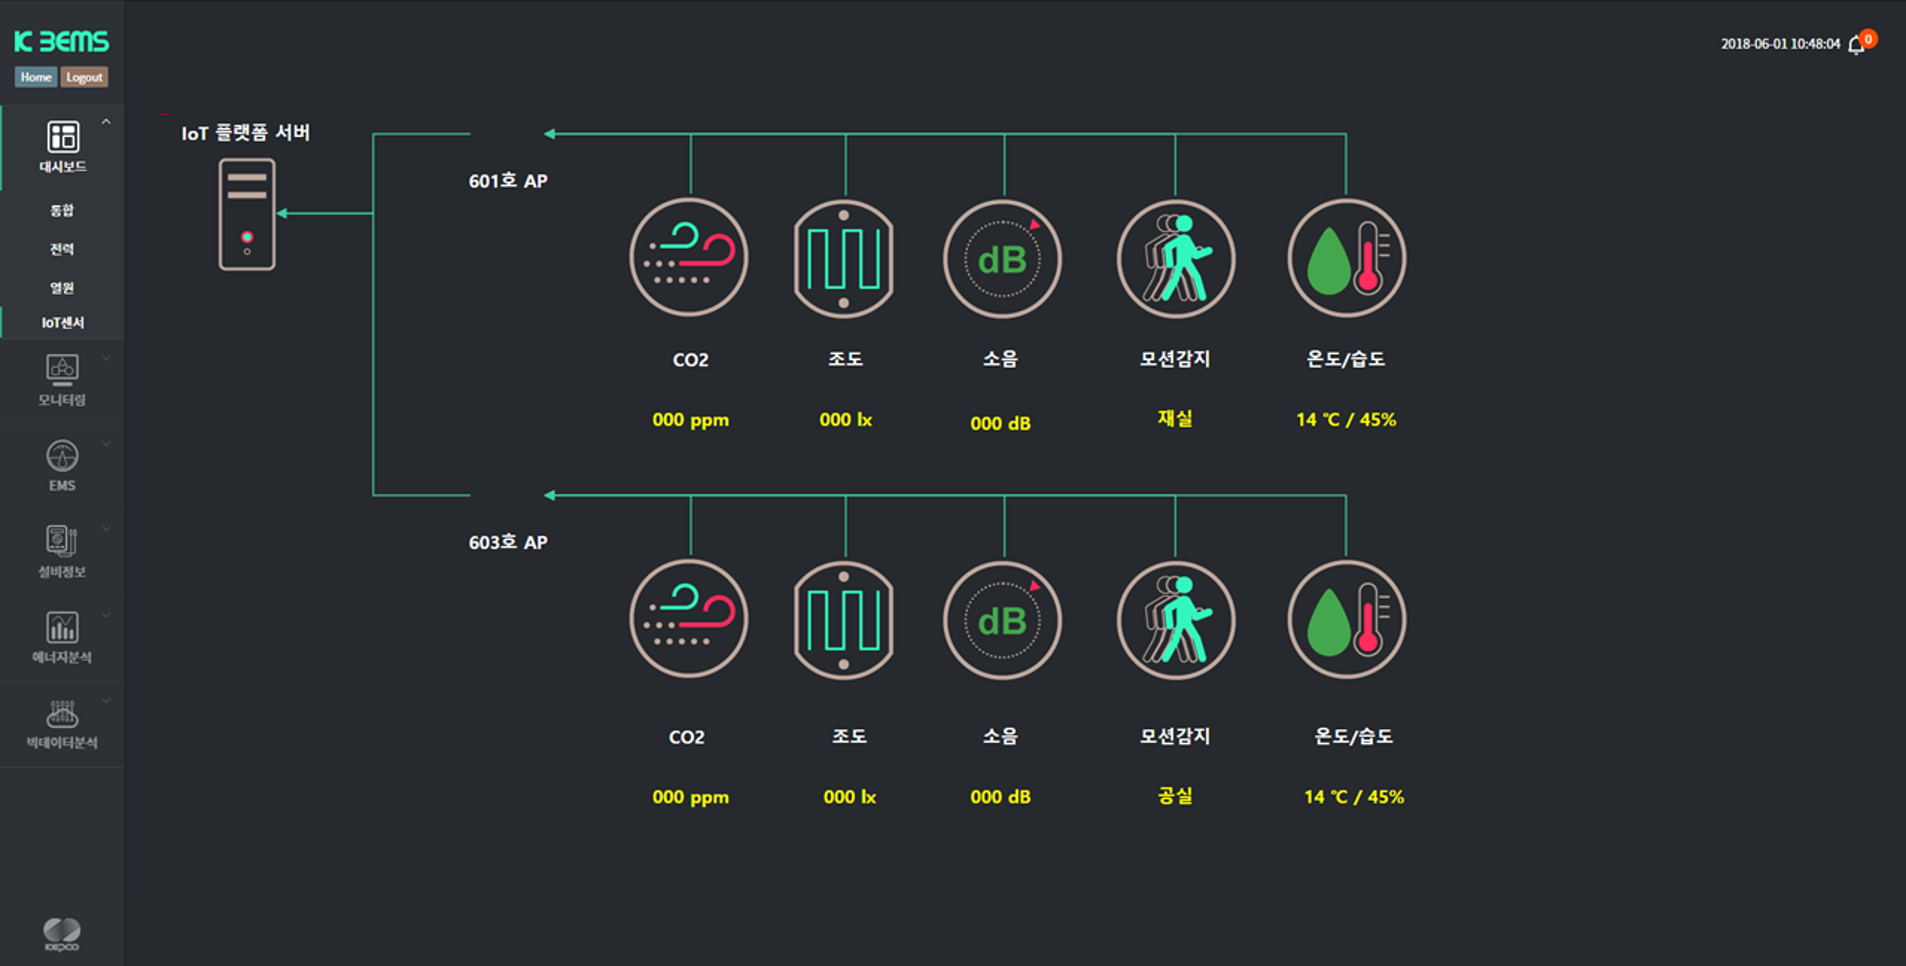 K BEMS
Home Logout
2018-06-01 10:48:04 0
대시보드
통합
전력
열원
IoT센서
모니터링
EMS
설비정보
에너지분석
01010
01011
빅데이터분석
KEPCO
IoT 플랫폼 서버
601호 AP
dB
CO2 조도 소음 모션감지 온도/습도
000 ppm 000 lx 000 dB 재실 14 ℃ / 45%
603호 AP
dB
CO2 조도 소음 모션감지 온도/습도
000 ppm 000 lx 000 dB 공실 14 ℃ / 45%